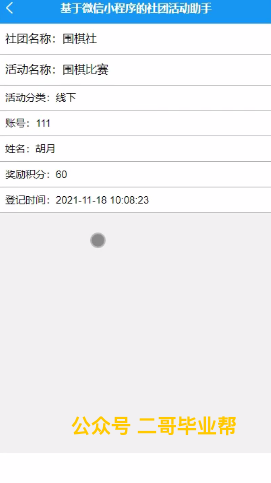 基于微信小程序的社团活动助手
社团名称：围棋社
活动名称：围棋比赛
活动分类：线下
账号：111
姓名：胡月
奖励积分：60
登记时间：2021-11-18 10:08:23
公众号 二哥毕业帮